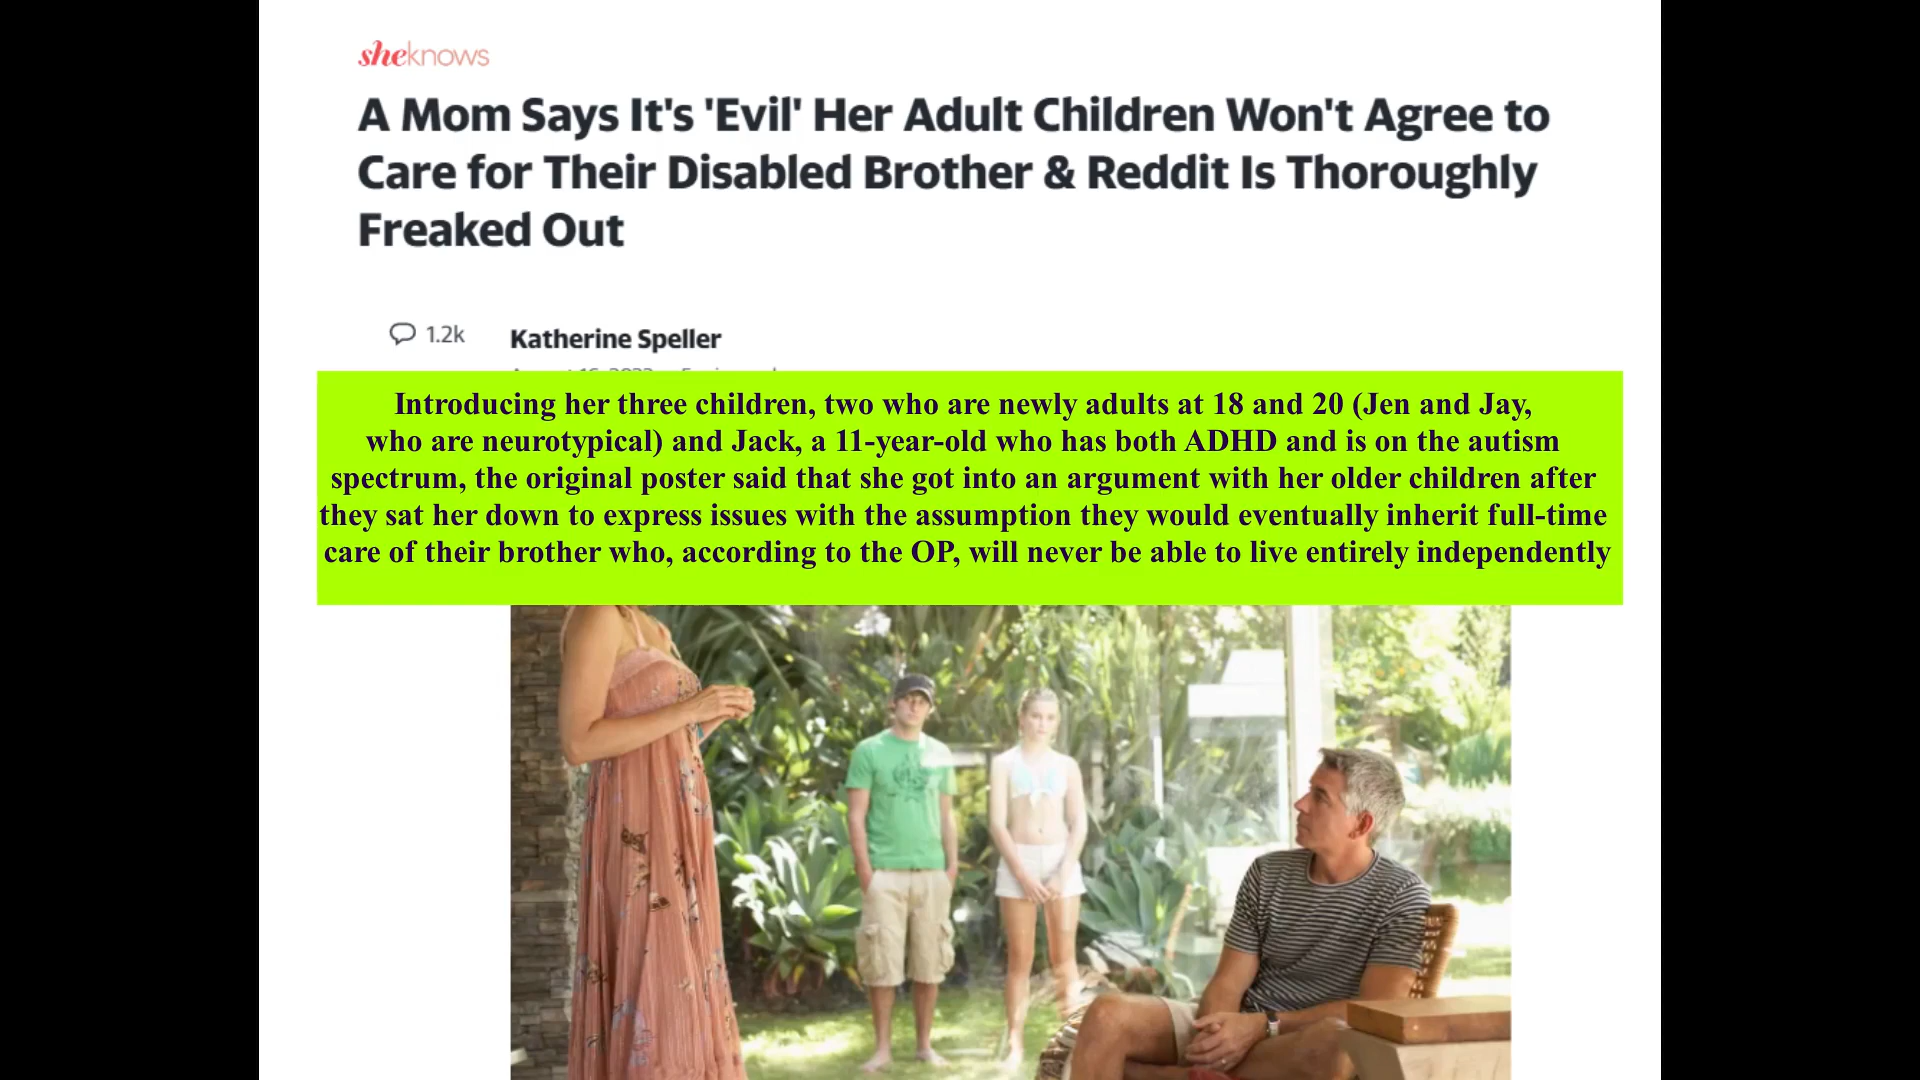 sheknows
A Mom Says It's 'Evil' Her Adult Children Won't Agree to
Care for Their Disabled Brother & Reddit Is Thoroughly
Freaked Out
1.2k
Katherine Speller
Introducing her three children, two who are newly adults at 18 and 20 (Jen and Jay,
who are neurotypical) and Jack, a 11-year-old who has both ADHD and is on the autism
spectrum, the original poster said that she got into an argument with her older children after
they sat her down to express issues with the assumption they would eventually inherit full-time
care of their brother who, according to the OP, will never be able to live entirely independently